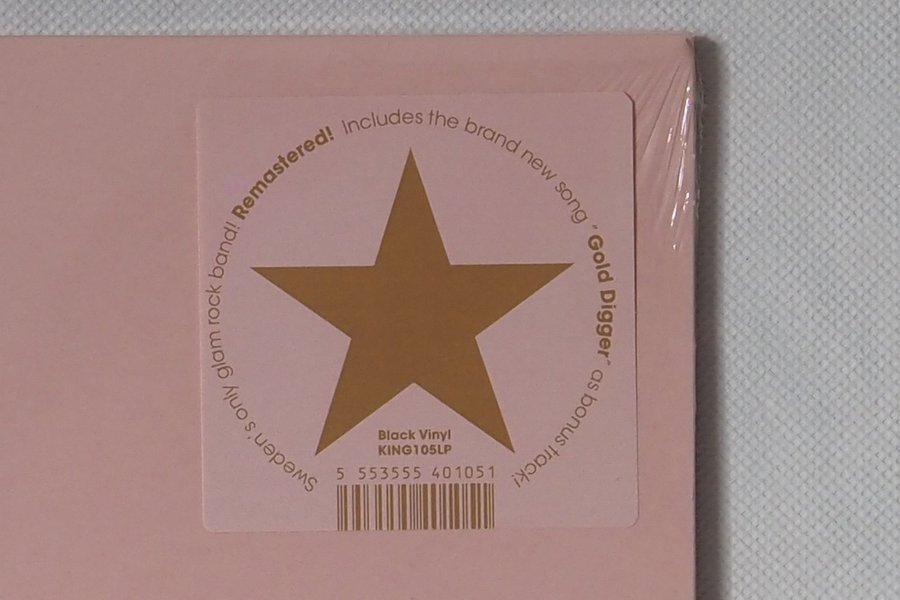 Sweden's only glam rock band! Remastered! Includes the brand new song "Gold Digger" as bonus track!
Black Vinyl
KING105LP
5 553555 401051